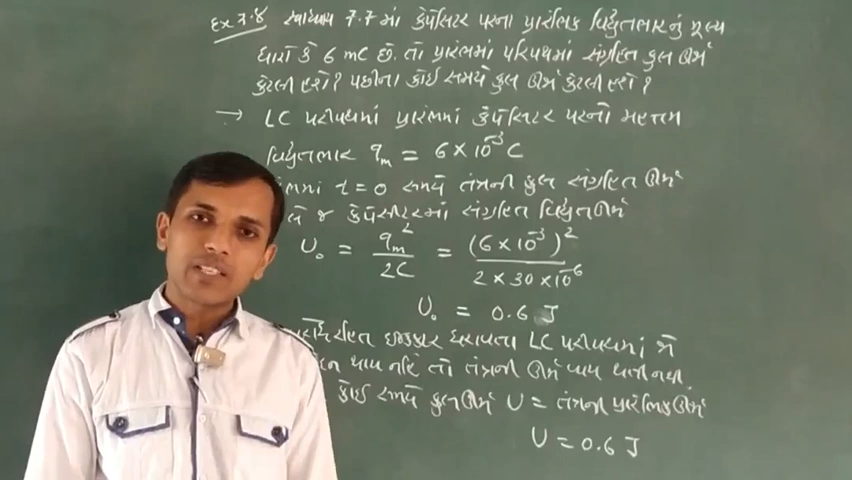 Ex 7.8 સ્વાધ્યાય 7.7 માં કેપેસિટર પરના પ્રારંભિક વિદ્યુતભારનું મૂલ્ય
ધારો કે 6 mC છે. તો પ્રારંભમાં પરિપથમાં સંગ્રહિત કુલ ઊર્જા
કેટલી હશે? પછીના કોઈ સમયે કુલ ઊર્જા કેટલી હશે?
→ LC પરીપથમાં પ્રારંભમાં કેપેસિટર પરનો મહત્તમ
વિદ્યુતભાર qm = 6 × 10⁻³ C
t = 0 સમયે તંત્રની કુલ સંગ્રહિત ઊર્જા
જ કેપેસીટરમાં સંગ્રહિત વિદ્યુતઊર્જા
U₀ = qm² / 2C = (6 × 10⁻³)² / 2 × 30 × 10⁻⁶
U₀ = 0.6 J
ધરાવતા LC પરીપથમાં જો
થાય નહિ તો તંત્રની ઊર્જા વ્યય થતી નથી.
કોઈ સમયે કુલ ઊર્જા U = તંત્રની પ્રારંભિક ઊર્જા
U = 0.6 J